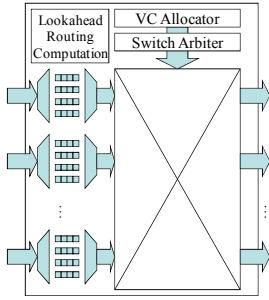 Lookahead
Routing
Computation
VC Allocator
Switch Arbiter